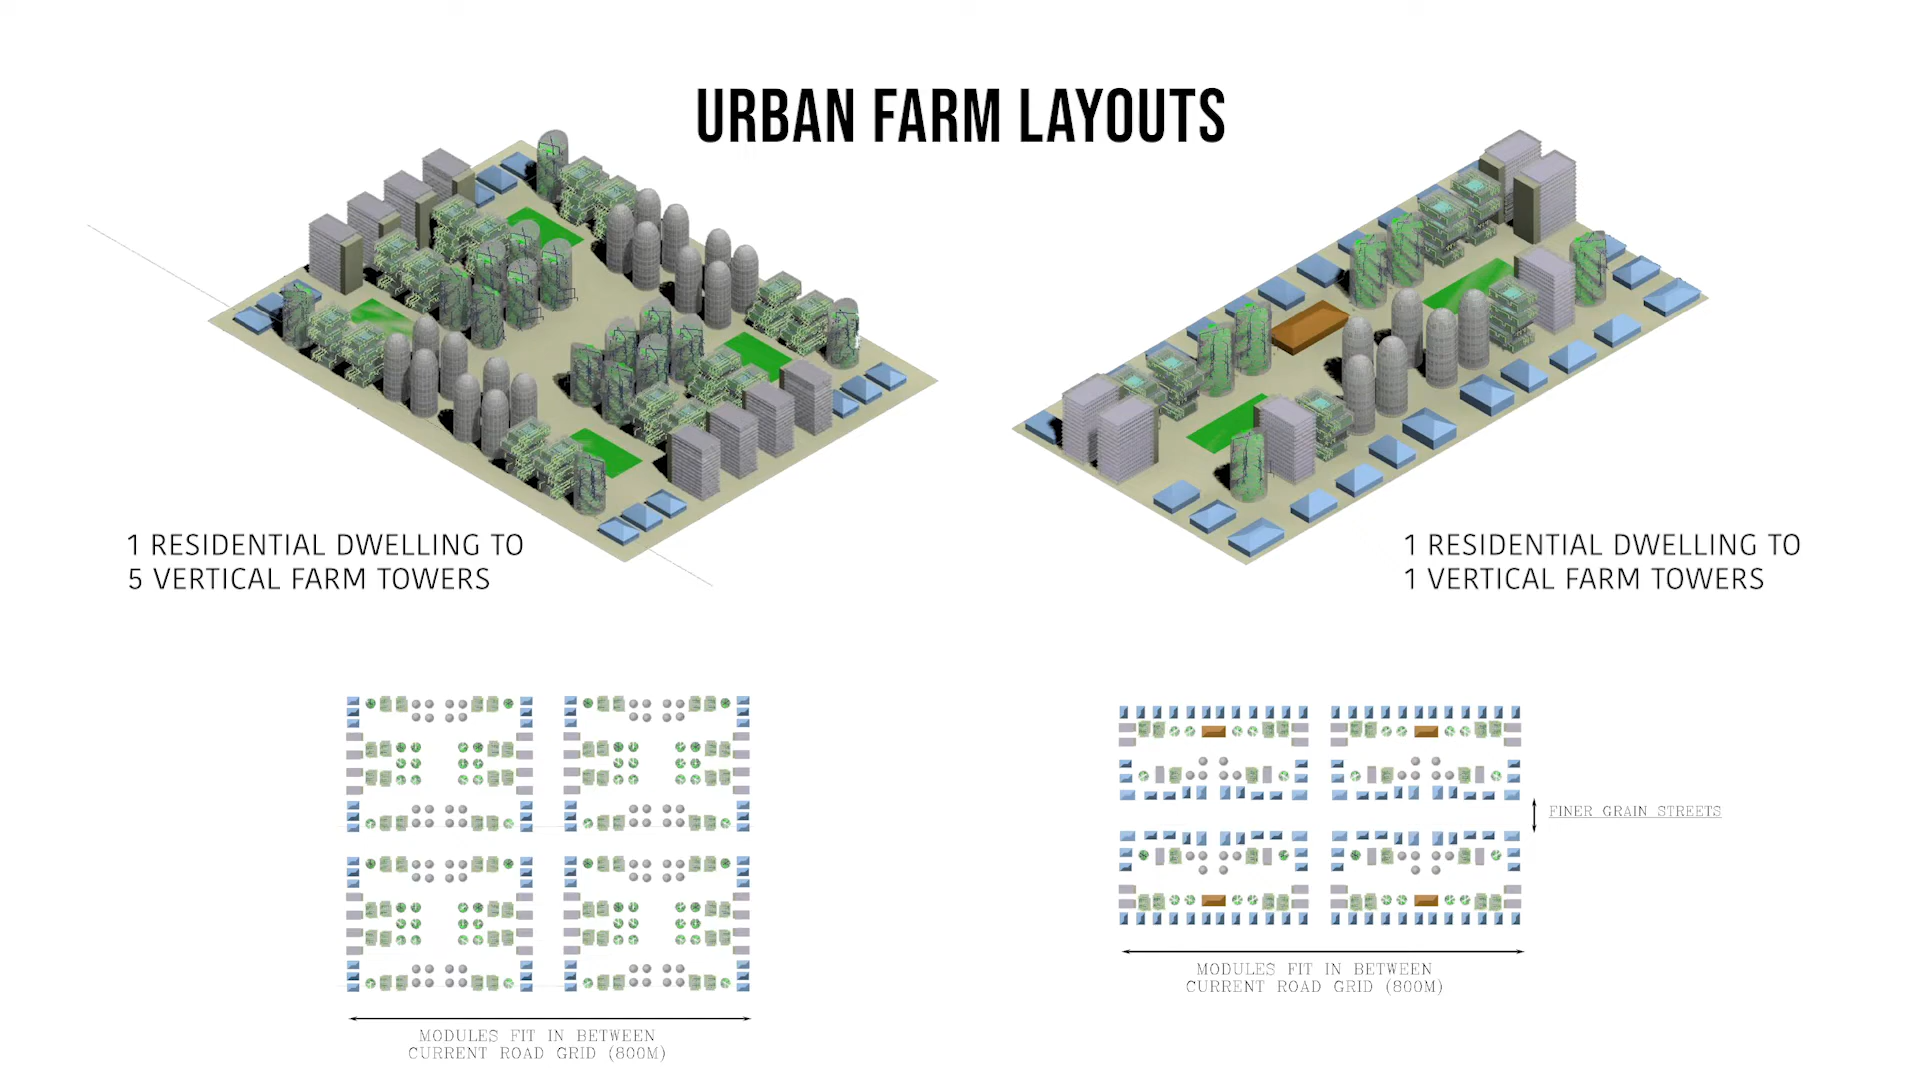 URBAN FARM LAYOUTS
1 RESIDENTIAL DWELLING TO
5 VERTICAL FARM TOWERS
1 RESIDENTIAL DWELLING TO
1 VERTICAL FARM TOWERS
FINER GRAIN STREETS
MODULES FIT IN BETWEEN
CURRENT ROAD GRID (800M)
MODULES FIT IN BETWEEN
CURRENT ROAD GRID (800M)